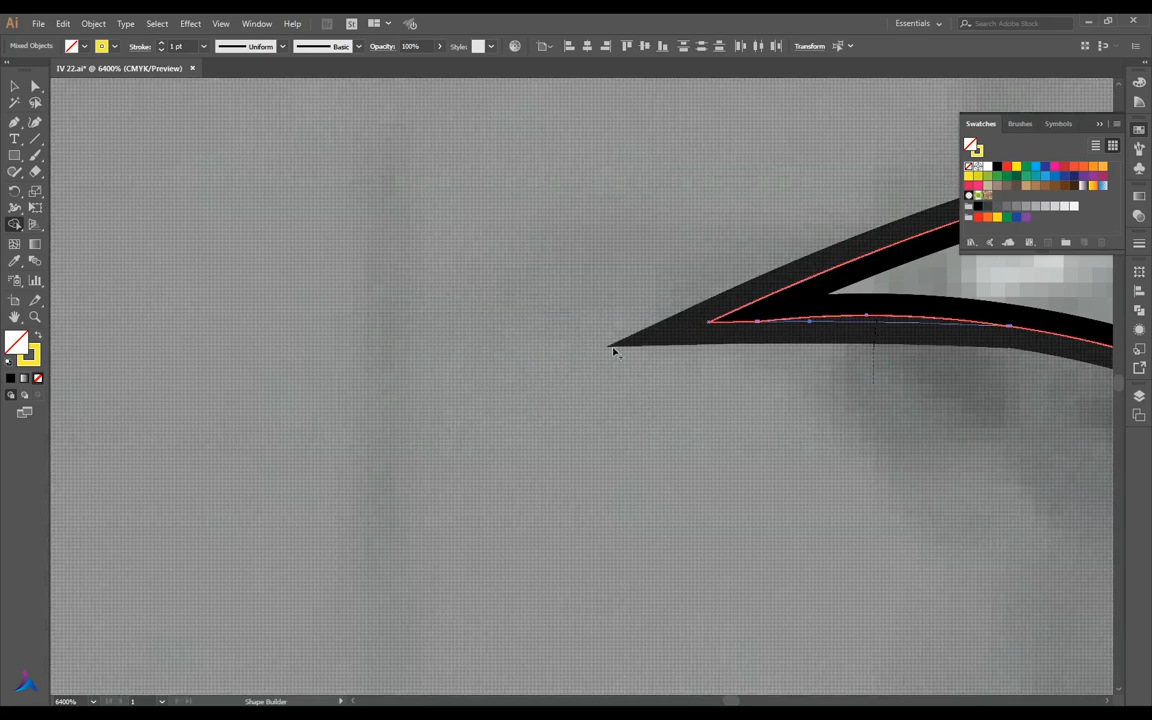 Ai File Edit Object Type Select Effect View Window Help Br St Essentials Search Adobe Stock
Mixed Objects Stroke: 1 pt Uniform Basic Opacity: 100% Style: Transform
IV 22.ai* @ 6400% (CMYK/Preview) ×
Swatches Brushes Symbols
6400% 1 Shape Builder